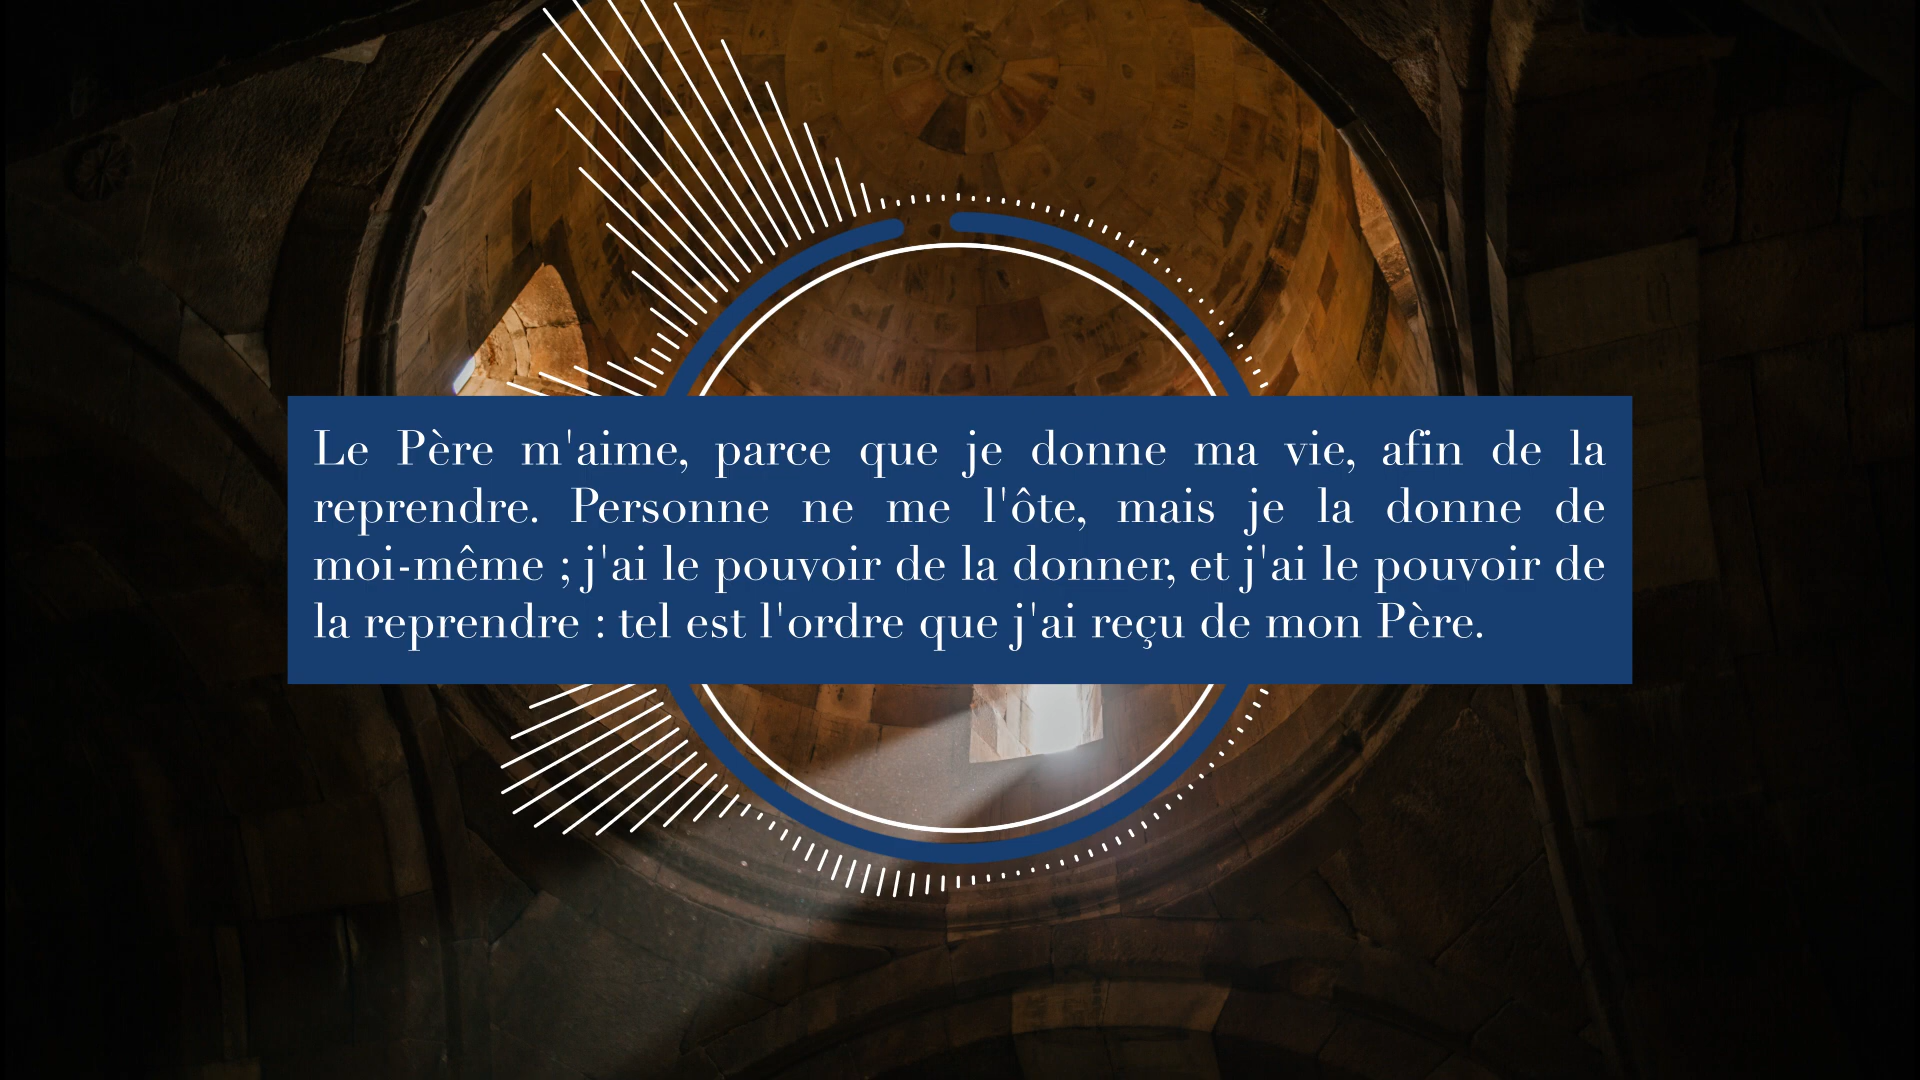 Le Père m'aime, parce que je donne ma vie, afin de la
reprendre. Personne ne me l'ôte, mais je la donne de
moi-même ; j'ai le pouvoir de la donner, et j'ai le pouvoir de
la reprendre : tel est l'ordre que j'ai reçu de mon Père.